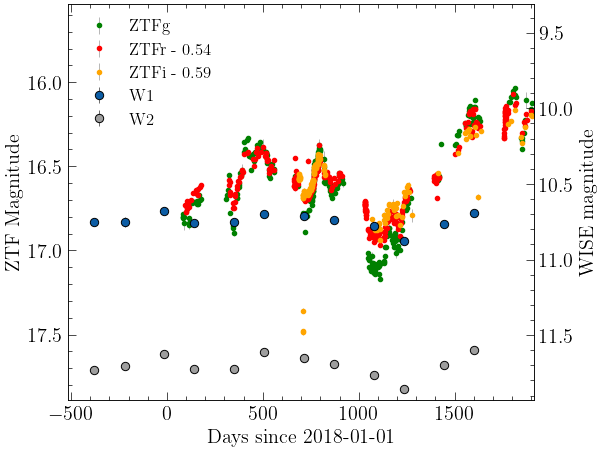 ZTFg
ZTFr - 0.54
ZTFi - 0.59
W1
W2
16.0
16.5
17.0
17.5
9.5
10.0
10.5
11.0
11.5
−500
0
500
1000
1500
ZTF Magnitude
WISE magnitude
Days since 2018-01-01